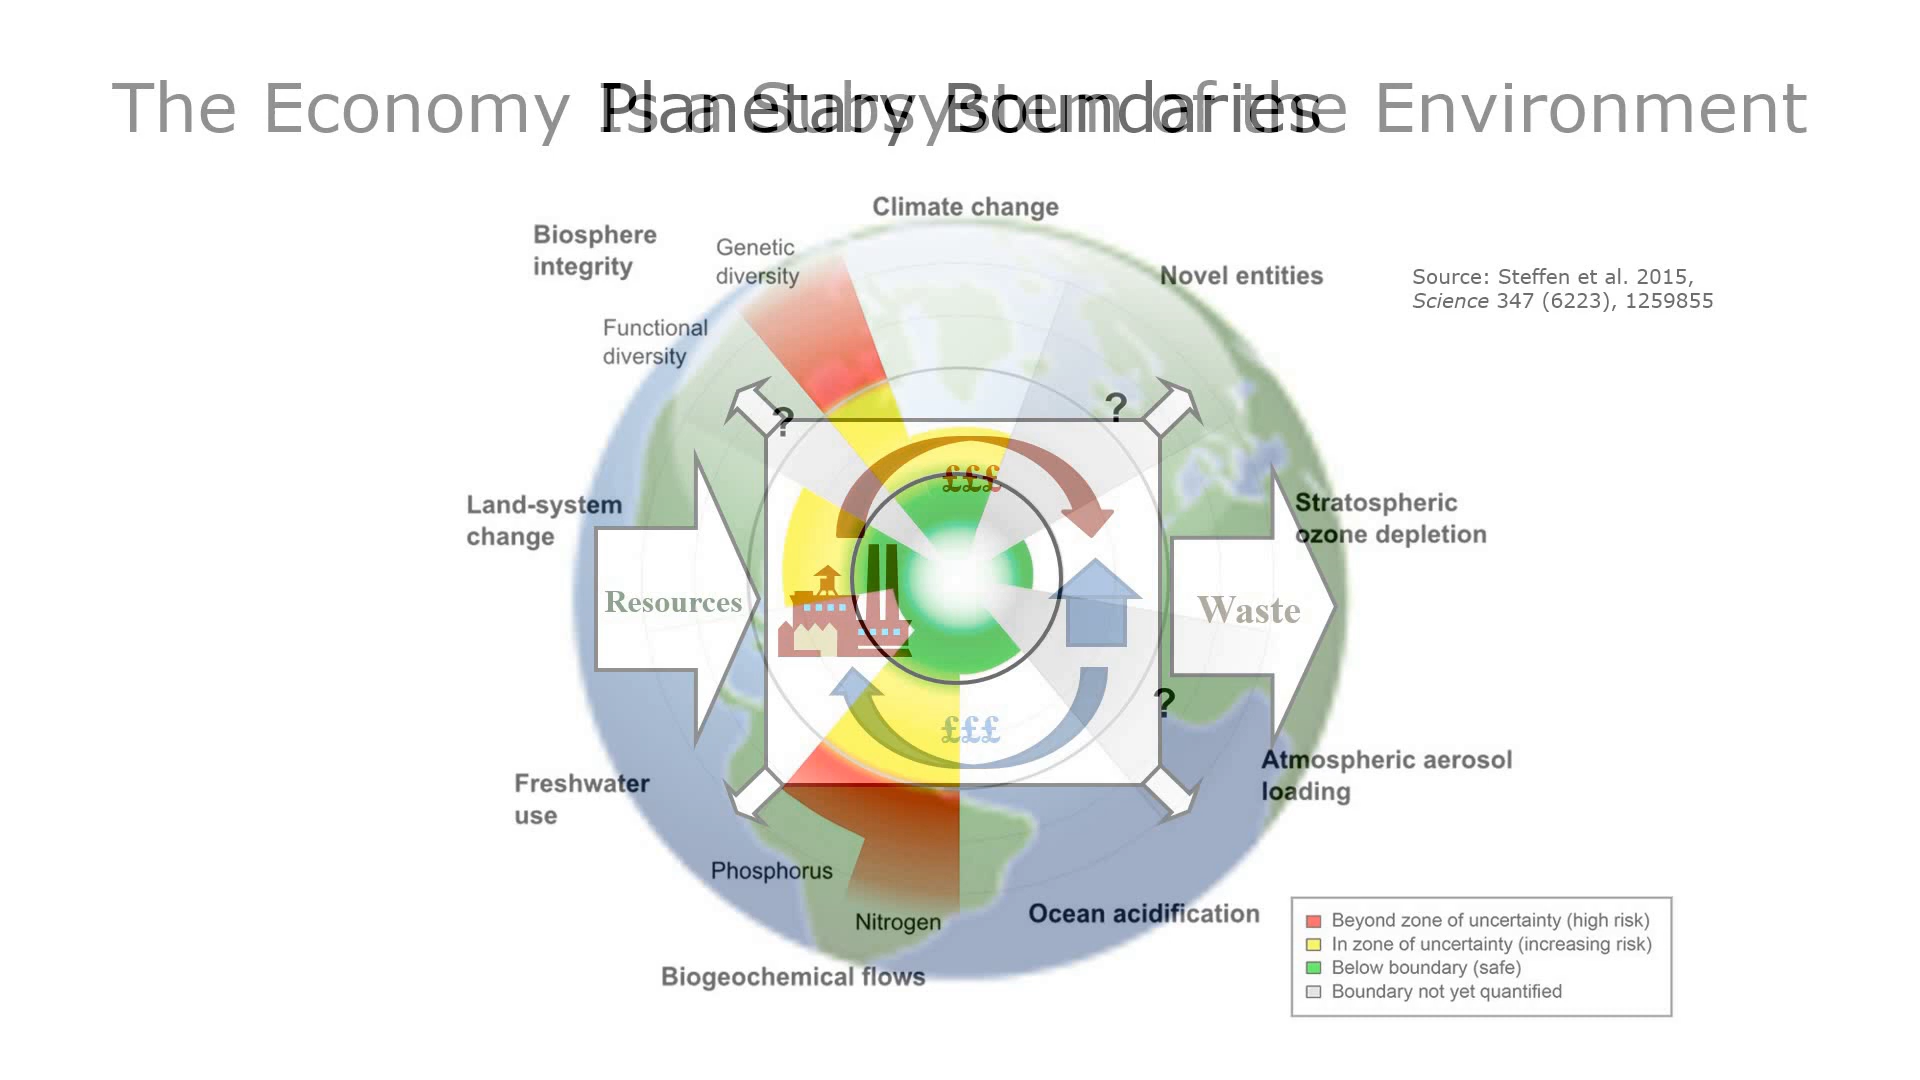 The Economy Is a Subsystem of the Environment
Planetary Boundaries
Climate change
Biosphere
integrity
Genetic
diversity
Novel entities
Source: Steffen et al. 2015,
Science 347 (6223), 1259855
Functional
diversity
?
?
£££
Land-system
change
Stratospheric
ozone depletion
Resources
Waste
?
£££
Freshwater
use
Atmospheric aerosol
loading
Phosphorus
Nitrogen
Ocean acidification
Biogeochemical flows
Beyond zone of uncertainty (high risk)
In zone of uncertainty (increasing risk)
Below boundary (safe)
Boundary not yet quantified